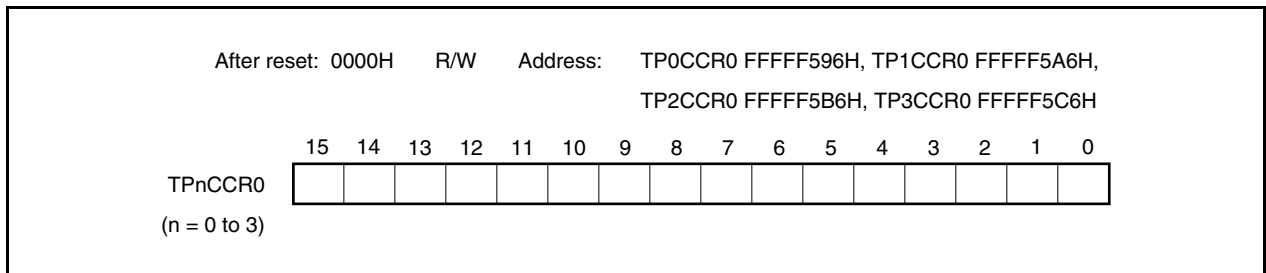 After reset: 0000H R/W Address: TP0CCR0 FFFFF596H, TP1CCR0 FFFFF5A6H,
TP2CCR0 FFFFF5B6H, TP3CCR0 FFFFF5C6H
15 14 13 12 11 10 9 8 7 6 5 4 3 2 1 0
TPnCCR0
(n = 0 to 3)